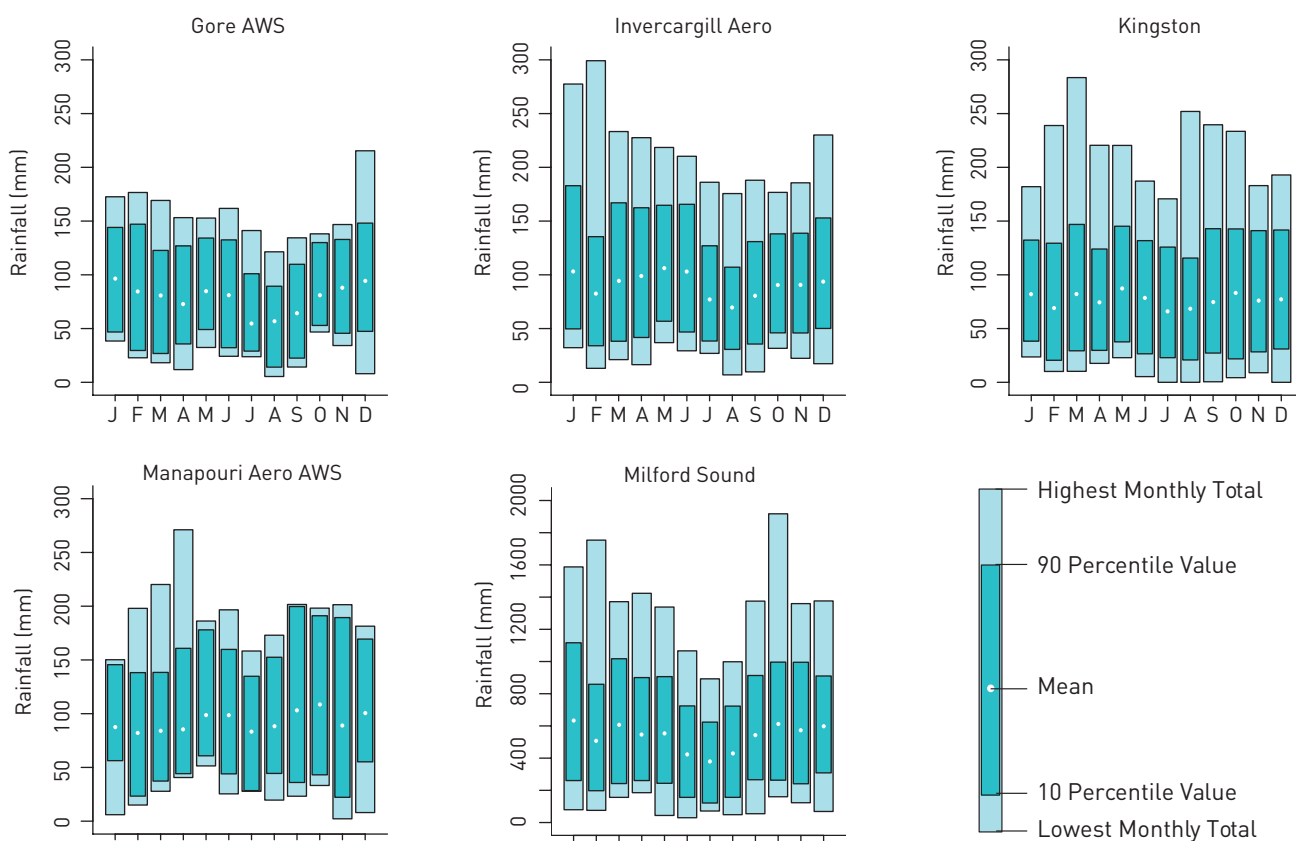 Gore AWS
Rainfall (mm)
300
250
200
150
100
50
0
J F M A M J J A S O N D
Invercargill Aero
Rainfall (mm)
300
250
200
150
100
50
0
J F M A M J J A S O N D
Kingston
Rainfall (mm)
300
250
200
150
100
50
0
J F M A M J J A S O N D
Manapouri Aero AWS
Rainfall (mm)
300
250
200
150
100
50
0
Milford Sound
Rainfall (mm)
2000
1600
1200
800
400
0
Highest Monthly Total
90 Percentile Value
Mean
10 Percentile Value
Lowest Monthly Total